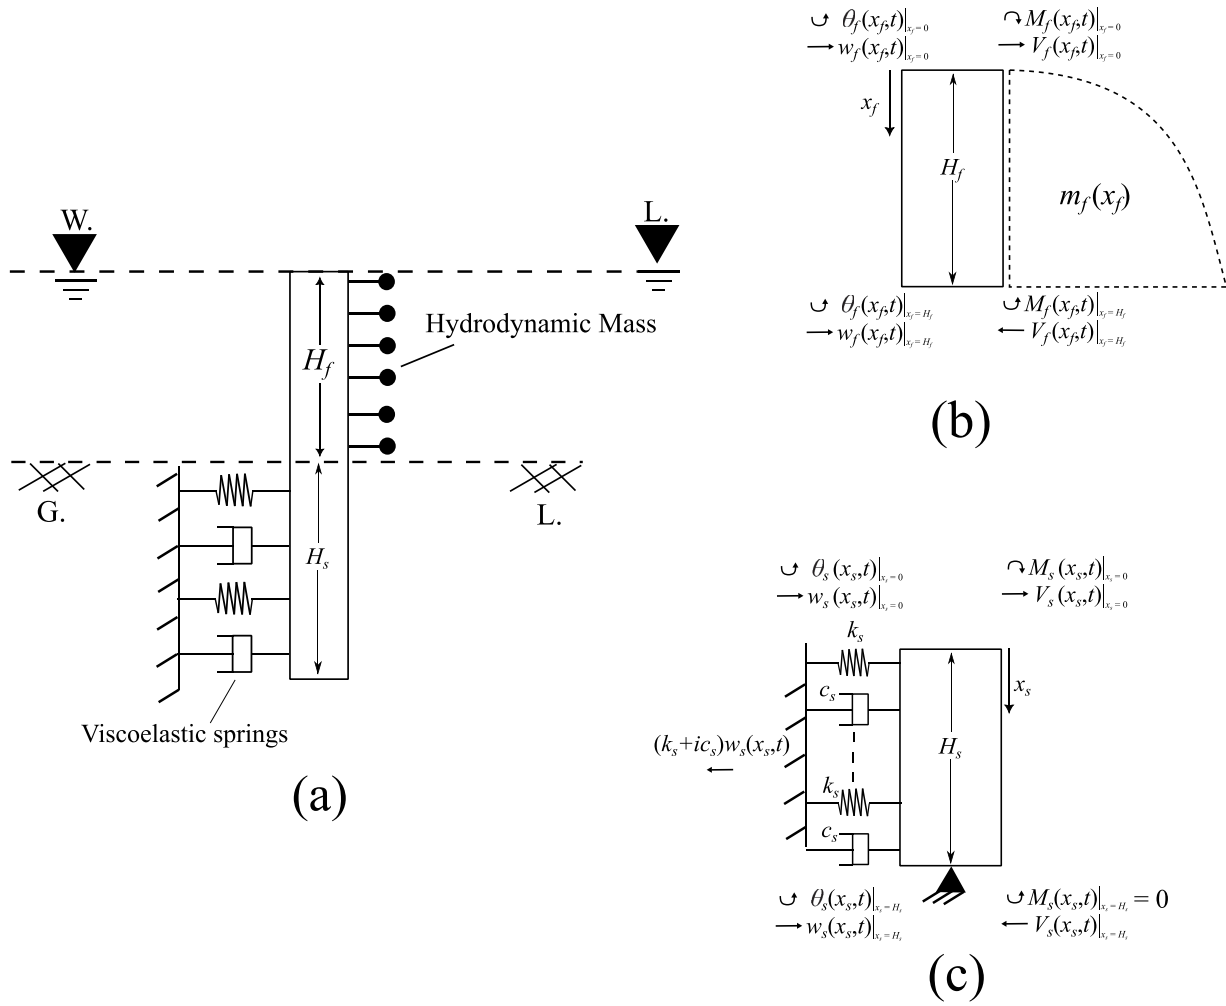 W.
L.
H_f
Hydrodynamic Mass
G.
L.
H_s
Viscoelastic springs
(a)
θ_f(x_f,t)|_{x_f=0}
w_f(x_f,t)|_{x_f=0}
M_f(x_f,t)|_{x_f=0}
V_f(x_f,t)|_{x_f=0}
x_f
H_f
m_f(x_f)
θ_f(x_f,t)|_{x_f=H_f}
w_f(x_f,t)|_{x_f=H_f}
M_f(x_f,t)|_{x_f=H_f}
V_f(x_f,t)|_{x_f=H_f}
(b)
θ_s(x_s,t)|_{x_s=0}
w_s(x_s,t)|_{x_s=0}
M_s(x_s,t)|_{x_s=0}
V_s(x_s,t)|_{x_s=0}
k_s
c_s
x_s
(k_s+ic_s)w_s(x_s,t)
H_s
k_s
c_s
θ_s(x_s,t)|_{x_s=H_s}
w_s(x_s,t)|_{x_s=H_s}
M_s(x_s,t)|_{x_s=H_s} = 0
V_s(x_s,t)|_{x_s=H_s}
(c)